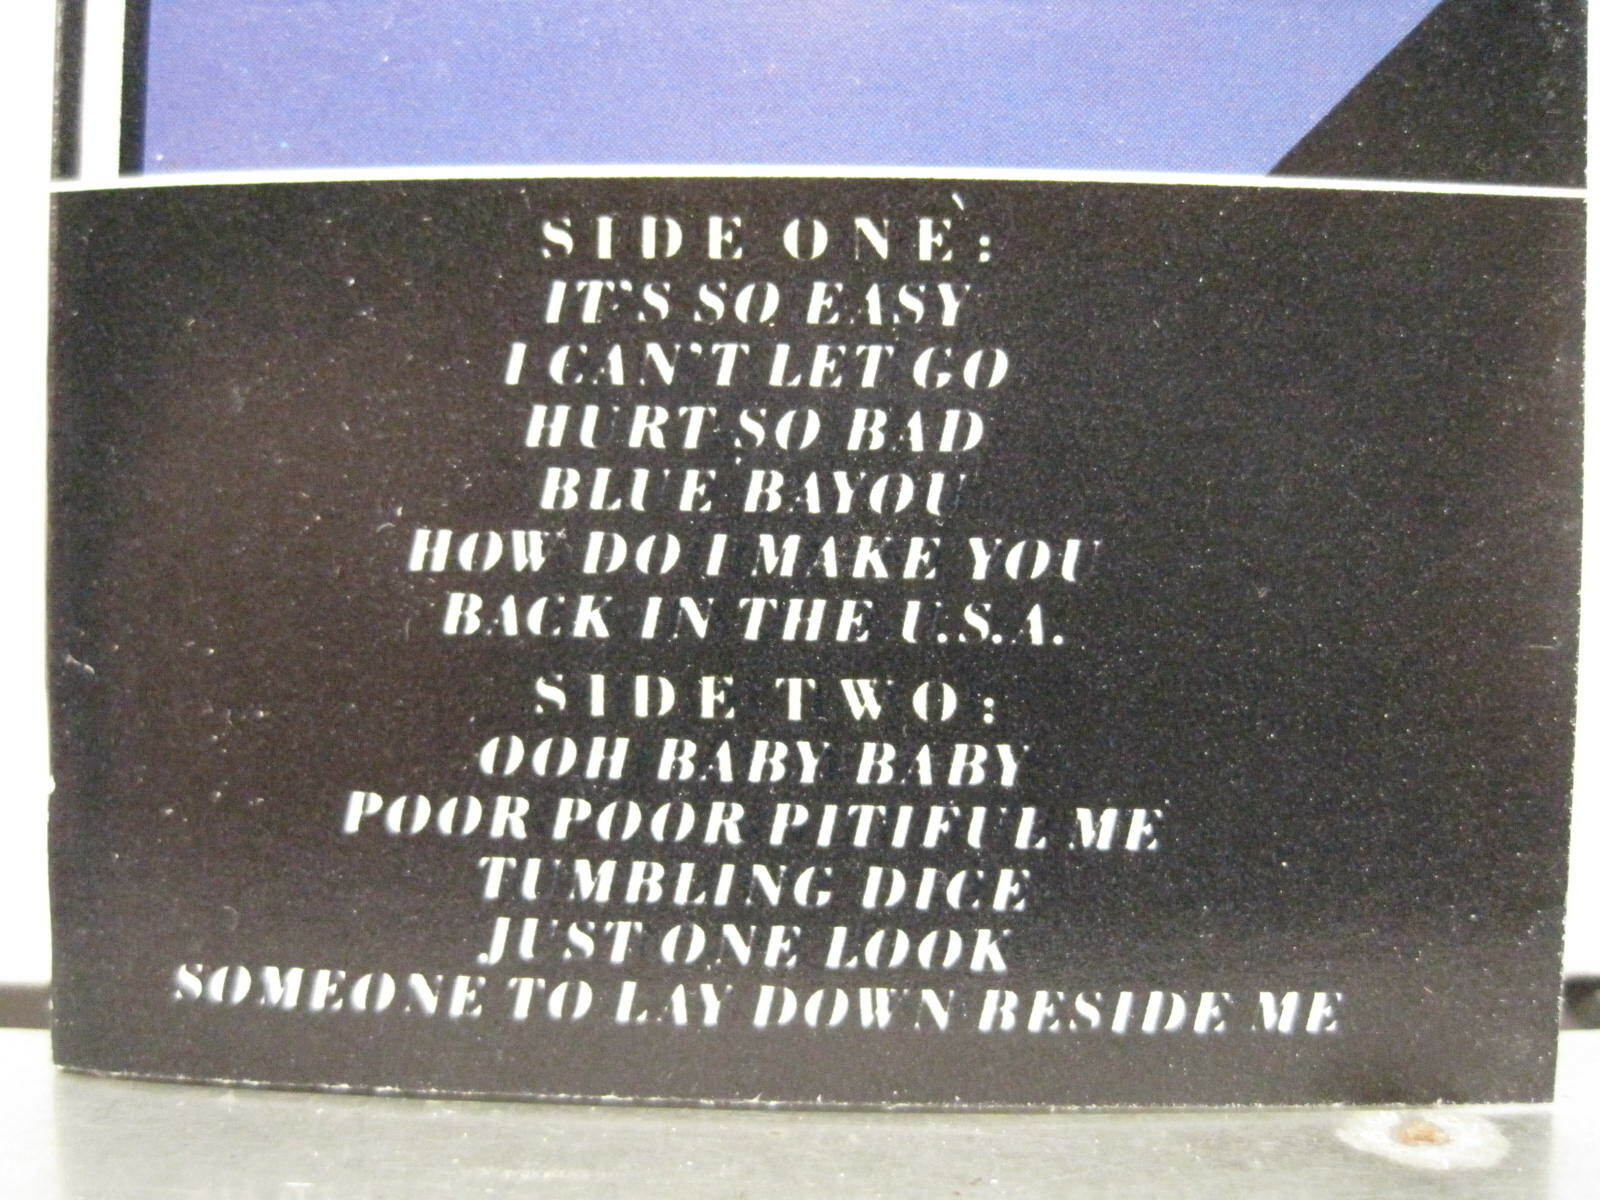 SIDE ONE:
IT'S SO EASY
I CAN'T LET GO
HURT SO BAD
BLUE BAYOU
HOW DO I MAKE YOU
BACK IN THE U.S.A.
SIDE TWO:
OOH BABY BABY
POOR POOR PITIFUL ME
TUMBLING DICE
JUST ONE LOOK
SOMEONE TO LAY DOWN BESIDE ME